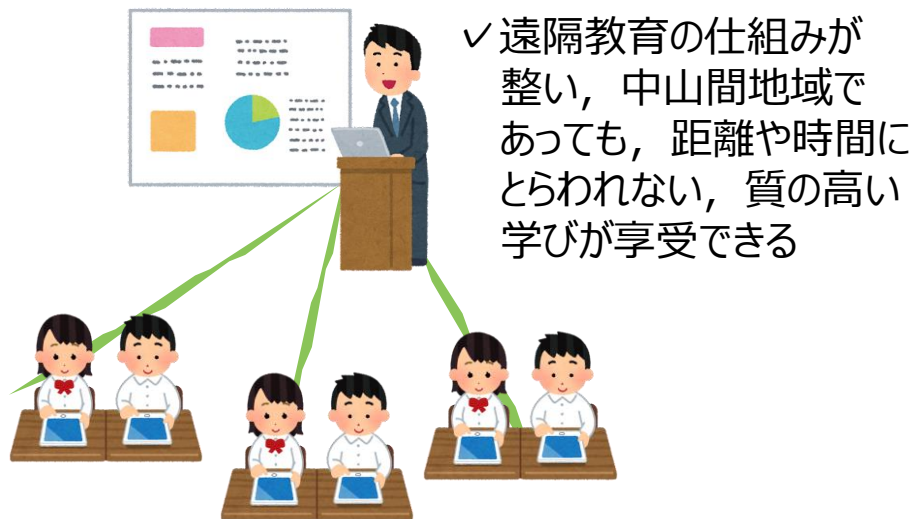 ✓遠隔教育の仕組みが
整い，中山間地域で
あっても，距離や時間に
とらわれない，質の高い
学びが享受できる